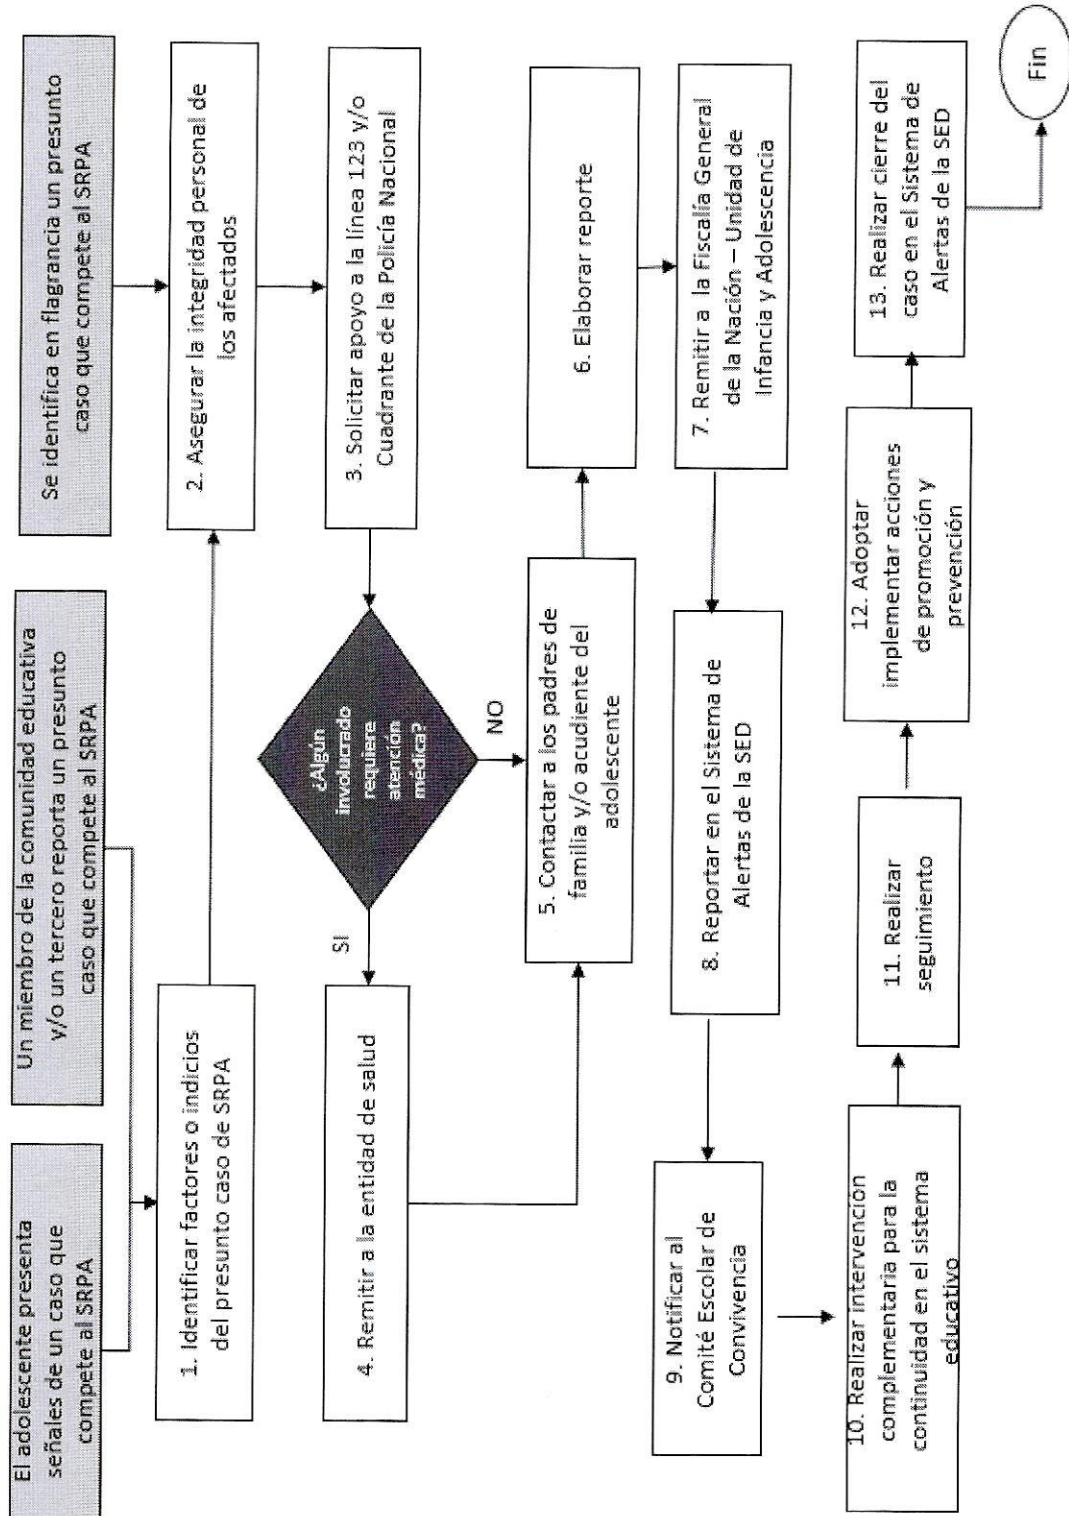 El adolescente presenta
señales de un caso que
compete al SRPA
Un miembro de la comunidad educativa
y/o un tercero reporta un presunto
caso que compete al SRPA
Se identifica en flagrancia un presunto
caso que compete al SRPA
1. Identificar factores o indicios
del presunto caso de SRPA
2. Asegurar la integridad personal de
los afectados
3. Solicitar apoyo a la línea 123 y/o
Cuadrante de la Policía Nacional
¿Algún
involucrado
requiere
atención
médica?
SI
NO
4. Remitir a la entidad de salud
5. Contactar a los padres de
familia y/o acudiente del
adolescente
6. Elaborar reporte
7. Remitir a la Fiscalía General
de la Nación – Unidad de
Infancia y Adolescencia
8. Reportar en el Sistema de
Alertas de la SED
9. Notificar al
Comité Escolar de
Convivencia
10. Realizar intervención
complementaria para la
continuidad en el sistema
educativo
11. Realizar
seguimiento
12. Adoptar
implementar acciones
de promoción y
prevención
13. Realizar cierre del
caso en el Sistema de
Alertas de la SED
Fin